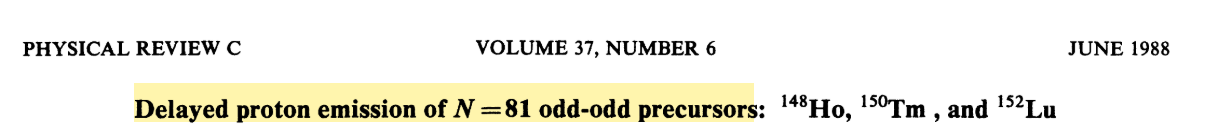 PHYSICAL REVIEW C VOLUME 37, NUMBER 6 JUNE 1988
Delayed proton emission of N=81 odd-odd precursors: ¹⁴⁸Ho, ¹⁵⁰Tm , and ¹⁵²Lu